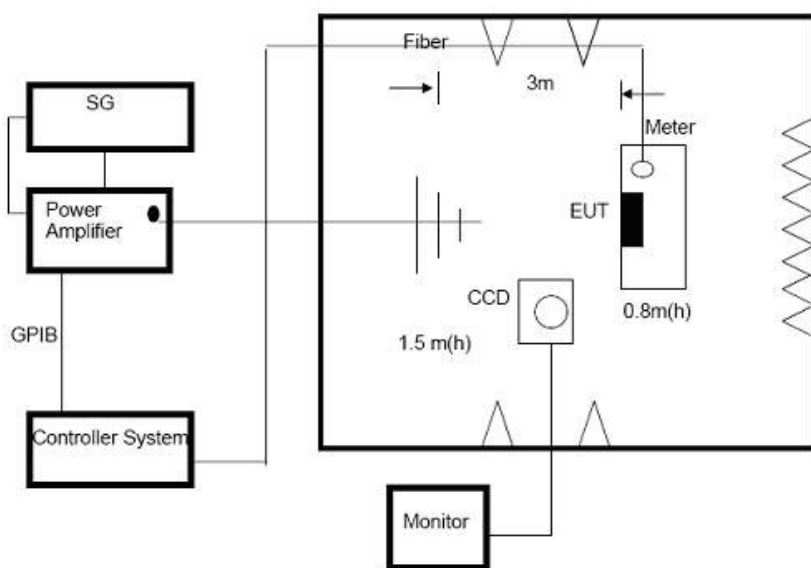 Fiber
3m
SG
Meter
Power
Amplifier
EUT
CCD
0.8m(h)
1.5 m(h)
GPIB
Controller System
Monitor